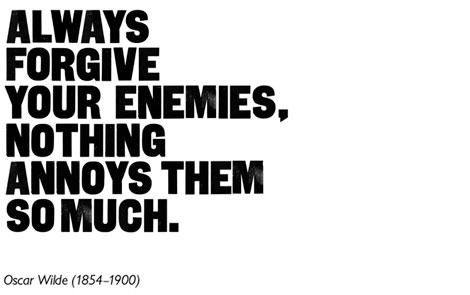 ALWAYS
FORGIVE
YOUR ENEMIES,
NOTHING
ANNOYS THEM
SO MUCH.
Oscar Wilde (1854–1900)